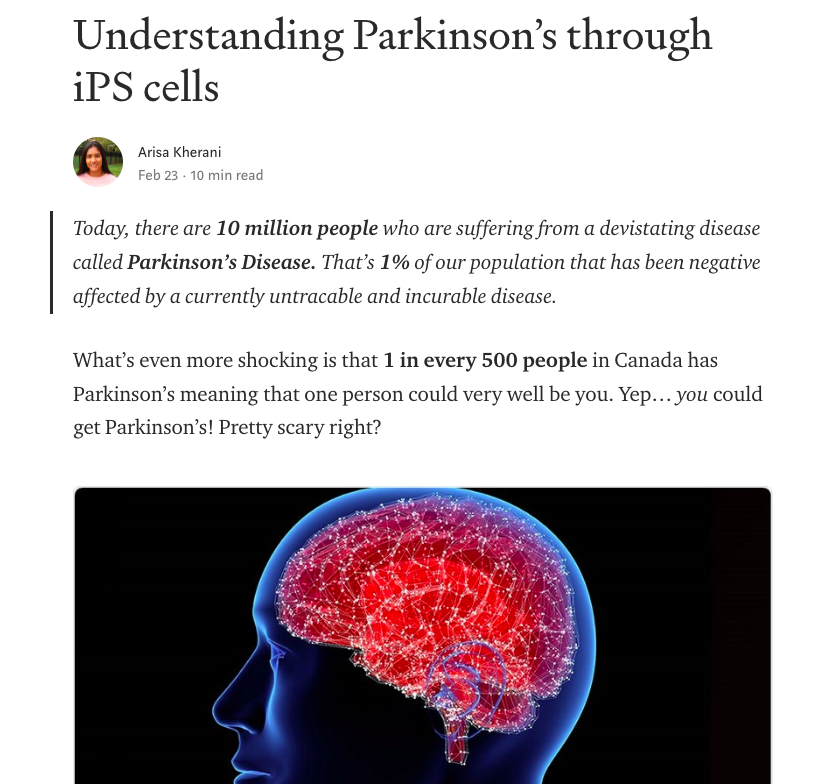 Understanding Parkinson’s through
iPS cells
Arisa Kherani
Feb 23 · 10 min read
Today, there are 10 million people who are suffering from a devistating disease
called Parkinson’s Disease. That’s 1% of our population that has been negative
affected by a currently untracable and incurable disease.
What’s even more shocking is that 1 in every 500 people in Canada has
Parkinson’s meaning that one person could very well be you. Yep… you could
get Parkinson’s! Pretty scary right?